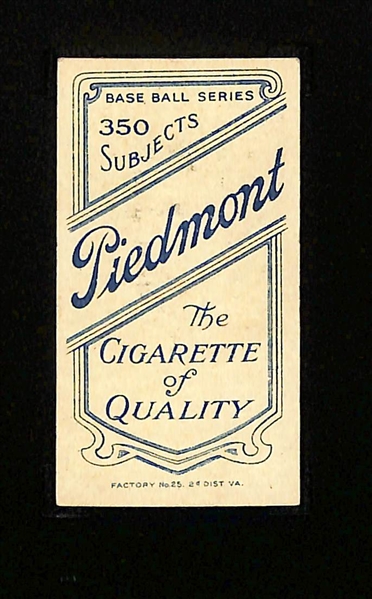 BASE BALL SERIES
350
SUBJECTS
Piedmont
The
CIGARETTE
of
QUALITY
FACTORY No. 25. 2d DIST VA.